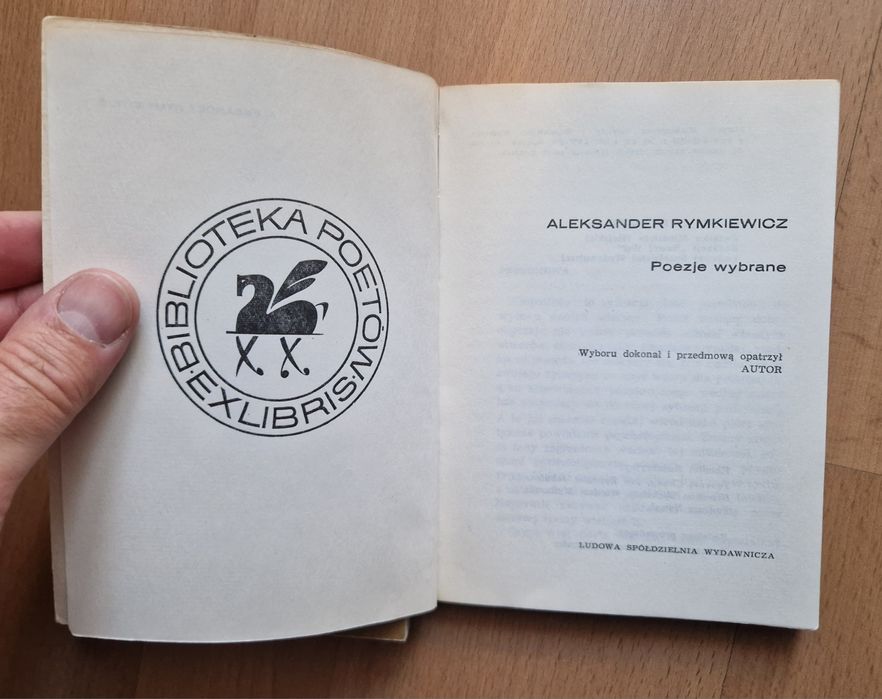 BIBLIOTEKA POETÓW·
EXLIBRIS·
ALEKSANDER RYMKIEWICZ
Poezje wybrane
Wyboru dokonał i przedmową opatrzył
AUTOR
LUDOWA SPÓŁDZIELNIA WYDAWNICZA